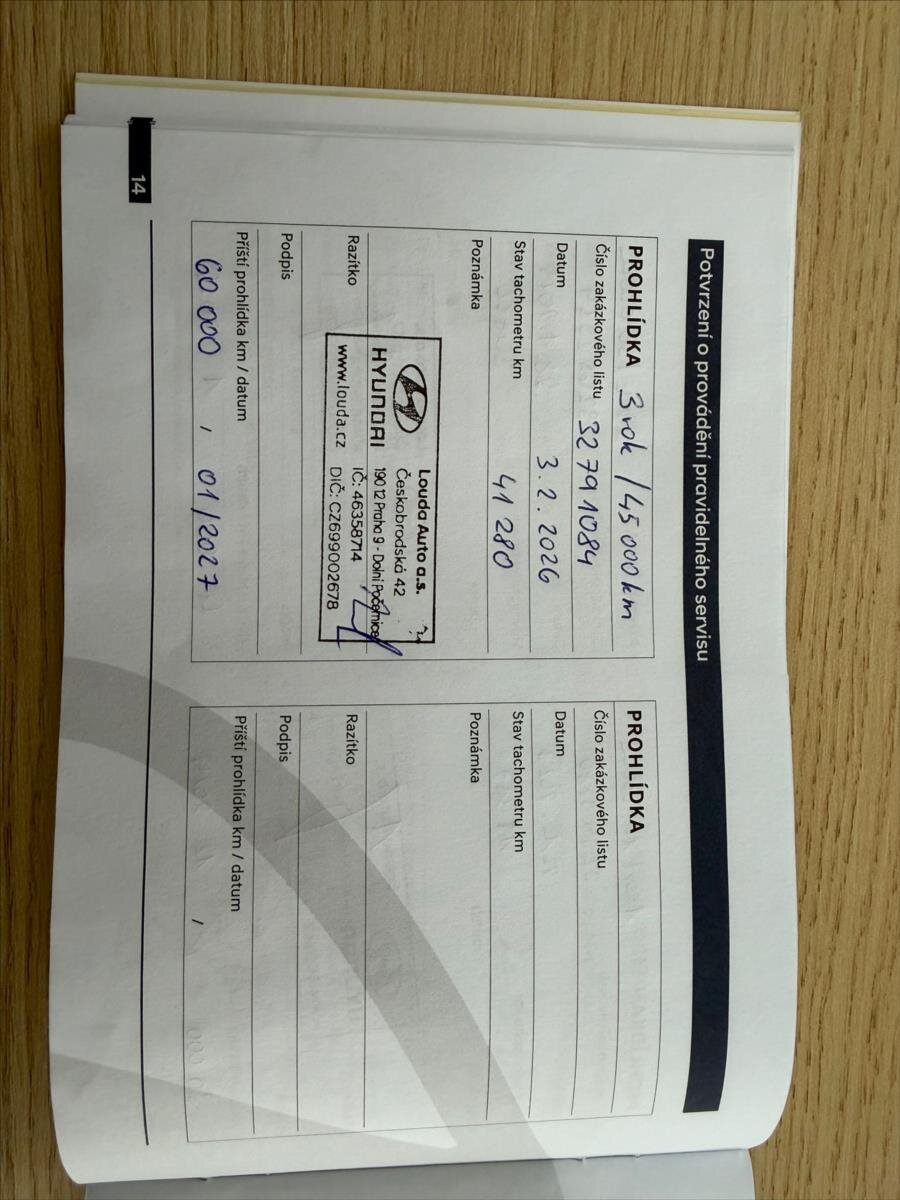 Potvrzení o provádění pravidelného servisu
PROHLÍDKA 3 rok / 45 000 km
Číslo zakázkového listu 32791084
Datum 3. 2. 2026
Stav tachometru km 41 280
Poznámka
Louda Auto a.s.
Českobrodská 42
HYUNDAI 190 12 Praha 9 - Dolní Počernice
IČ: 46358714
www.louda.cz DIČ: CZ699002678
Razítko
Podpis
Příští prohlídka km / datum
60 000 , 01/2027
PROHLÍDKA
Číslo zakázkového listu
Datum
Stav tachometru km
Poznámka
Razítko
Podpis
Příští prohlídka km / datum
,
14